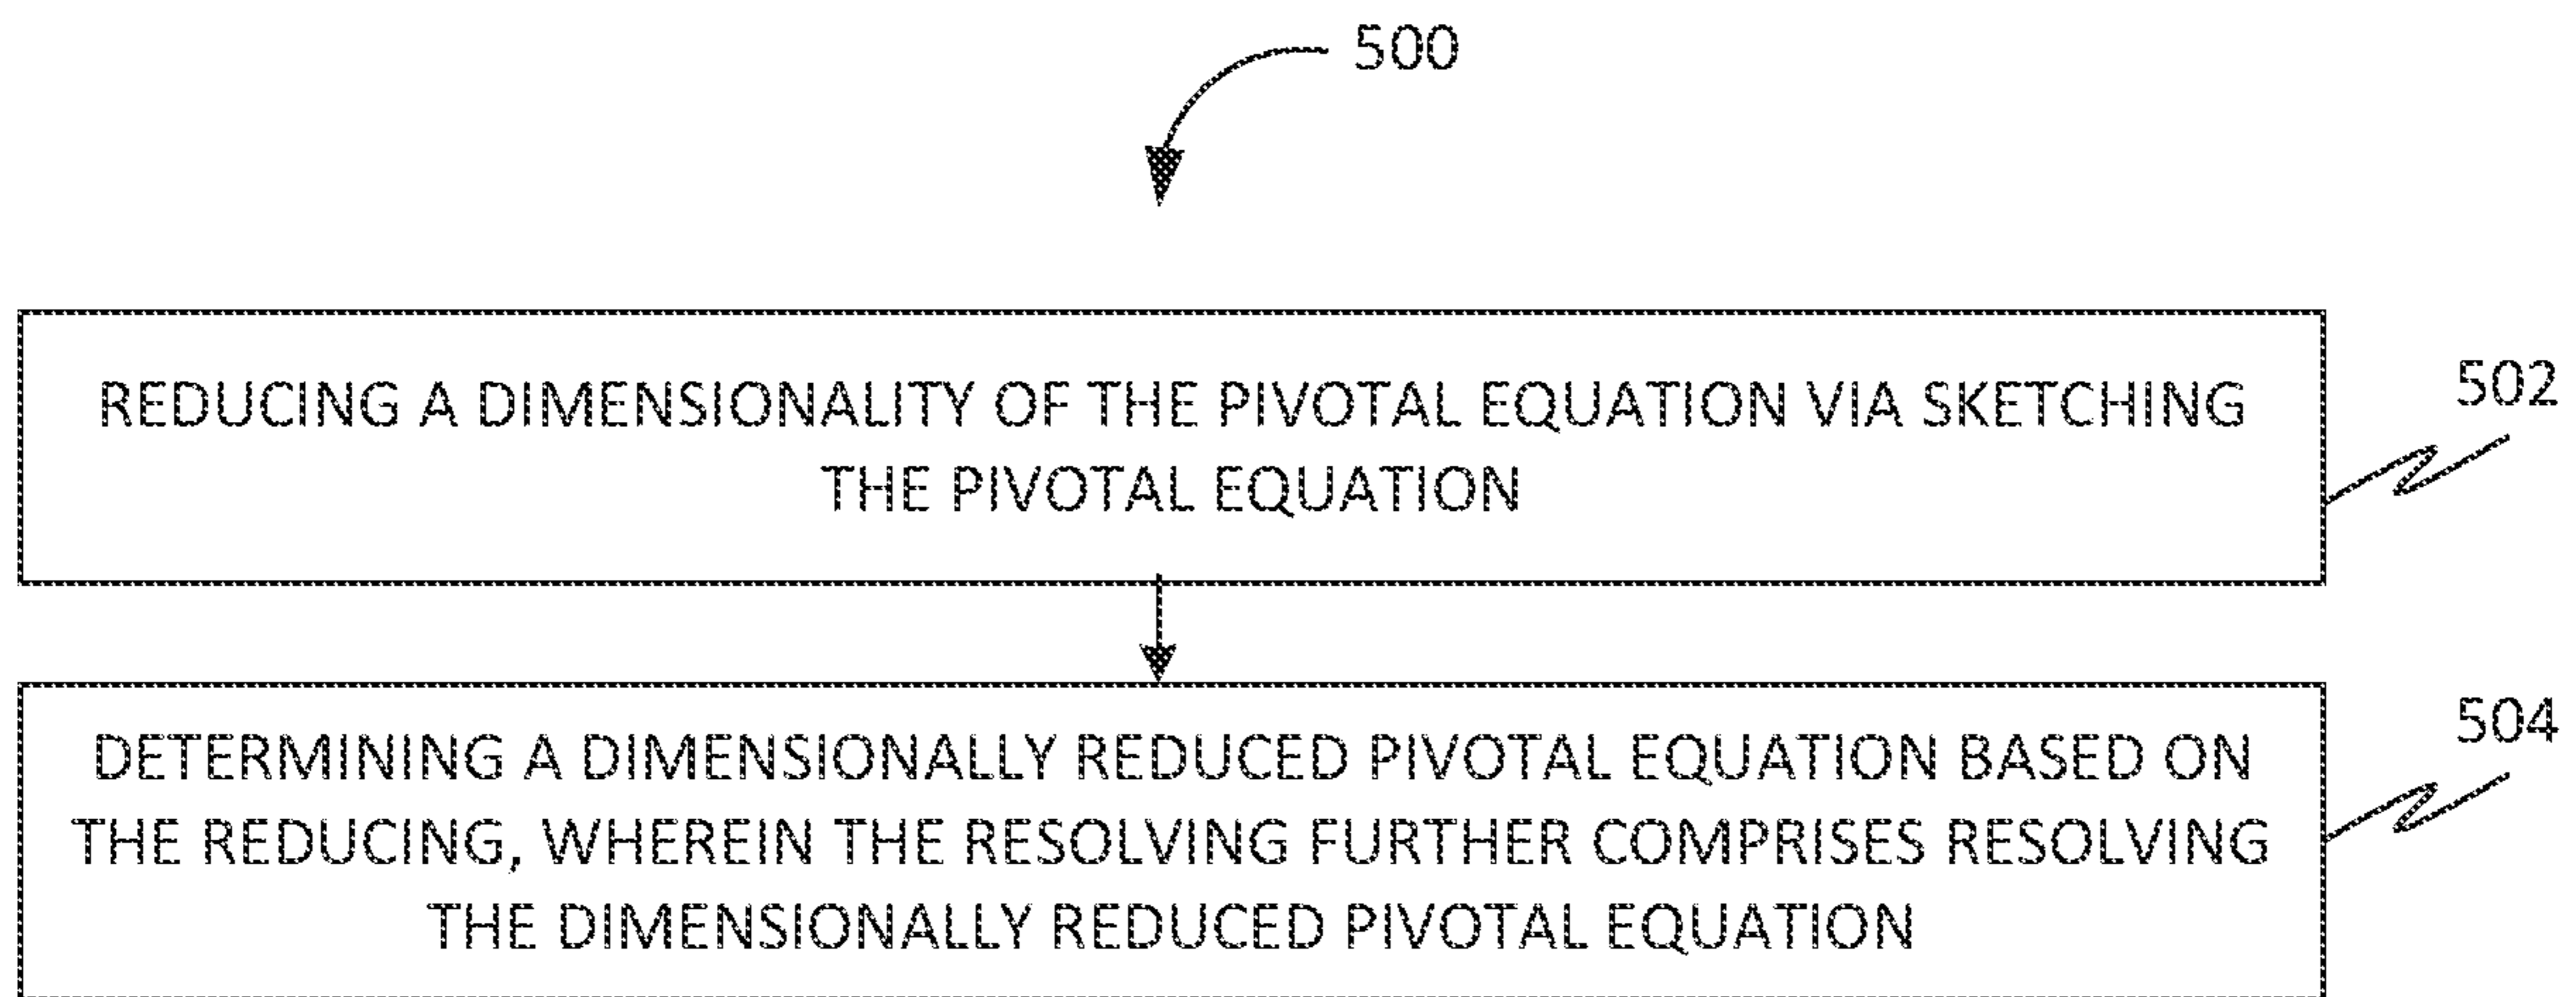 500
REDUCING A DIMENSIONALITY OF THE PIVOTAL EQUATION VIA SKETCHING
THE PIVOTAL EQUATION
502
DETERMINING A DIMENSIONALLY REDUCED PIVOTAL EQUATION BASED ON
THE REDUCING, WHEREIN THE RESOLVING FURTHER COMPRISES RESOLVING
THE DIMENSIONALLY REDUCED PIVOTAL EQUATION
504